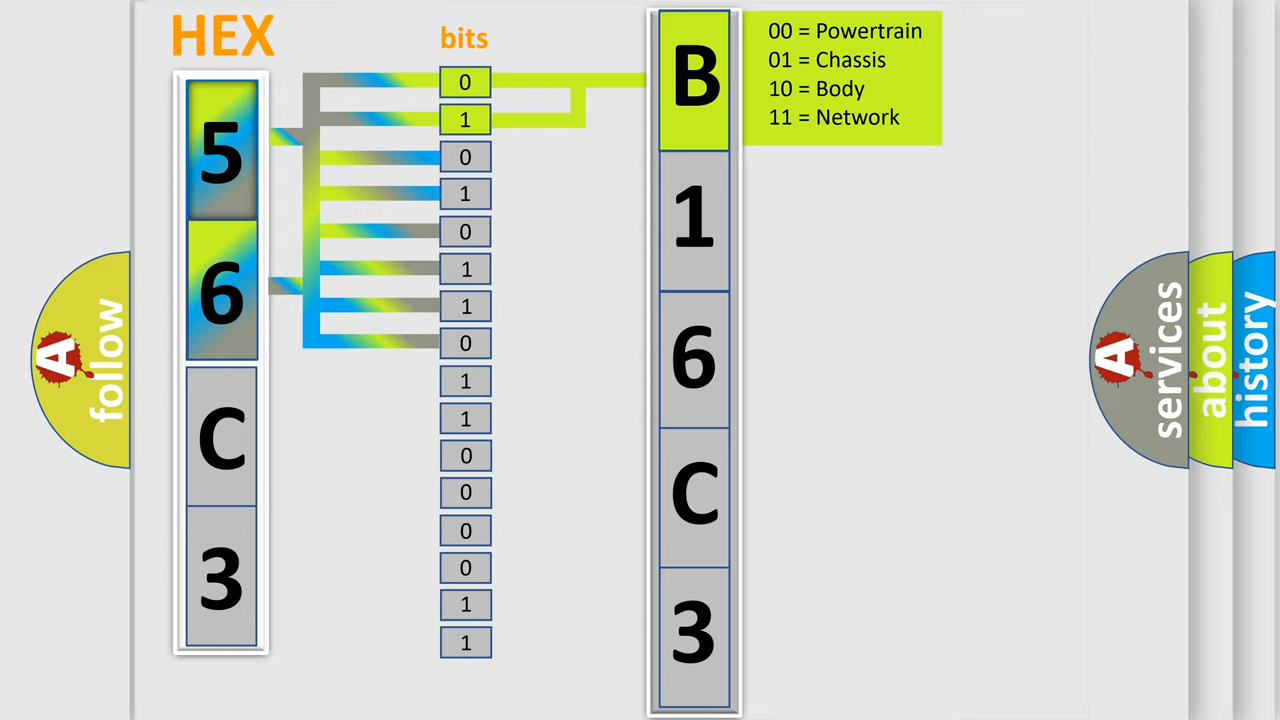 HEX
bits
5
6
C
3
0
1
0
1
0
1
1
0
1
1
0
0
0
0
1
1
B
1
6
C
3
00 = Powertrain
01 = Chassis
10 = Body
11 = Network
A
follow
A
services
about
history